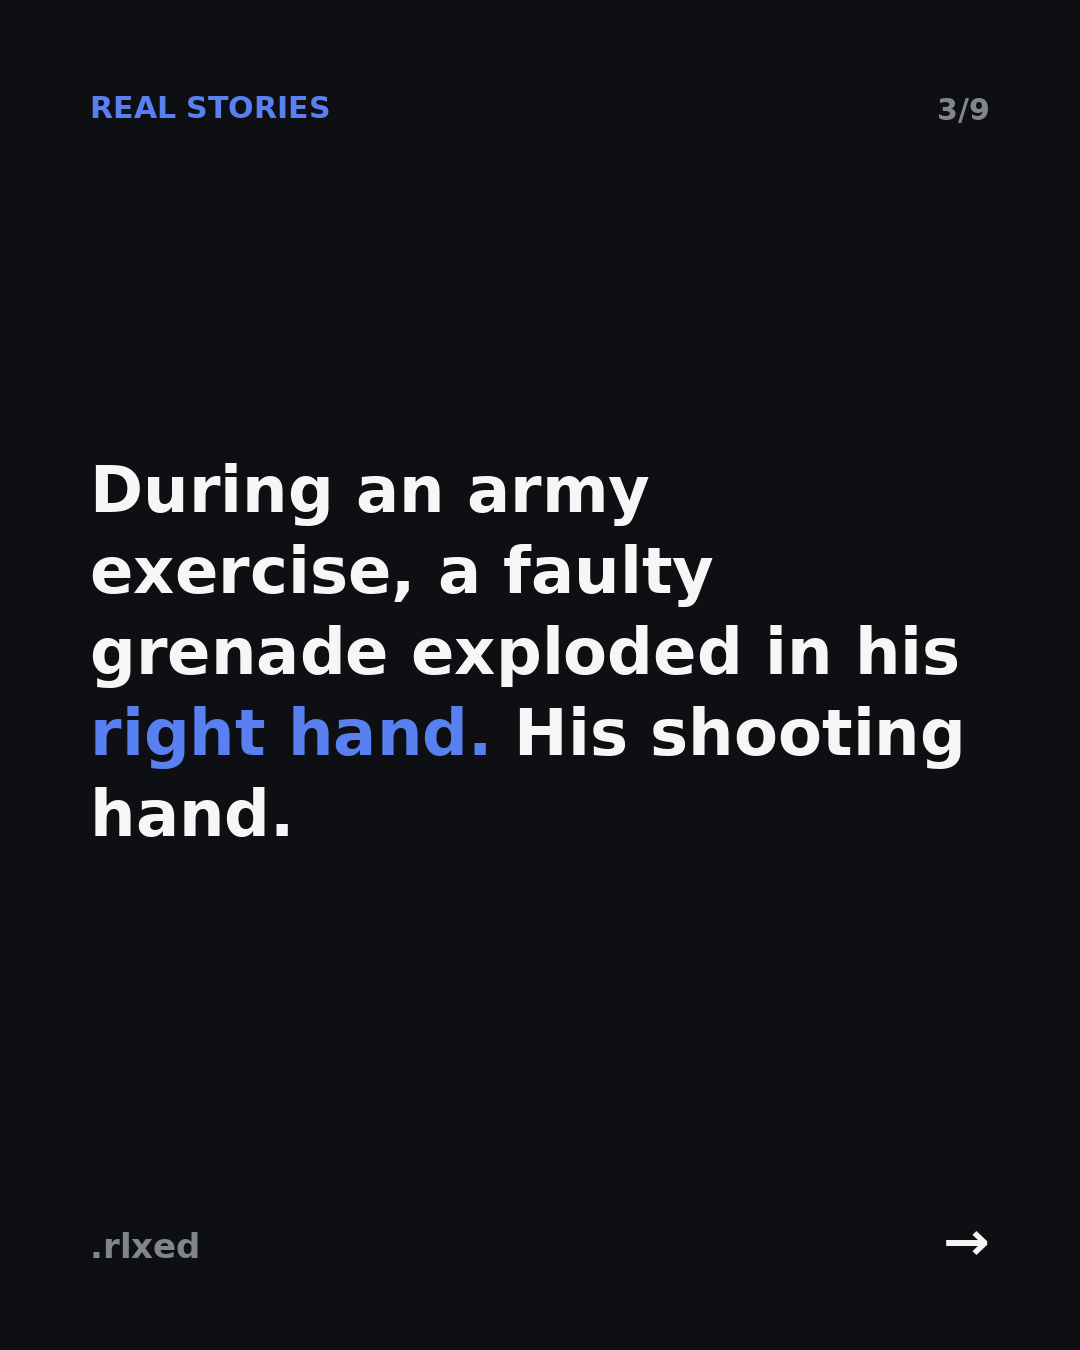 REAL STORIES
3/9
During an army
exercise, a faulty
grenade exploded in his
right hand. His shooting
hand.
.rlxed
→